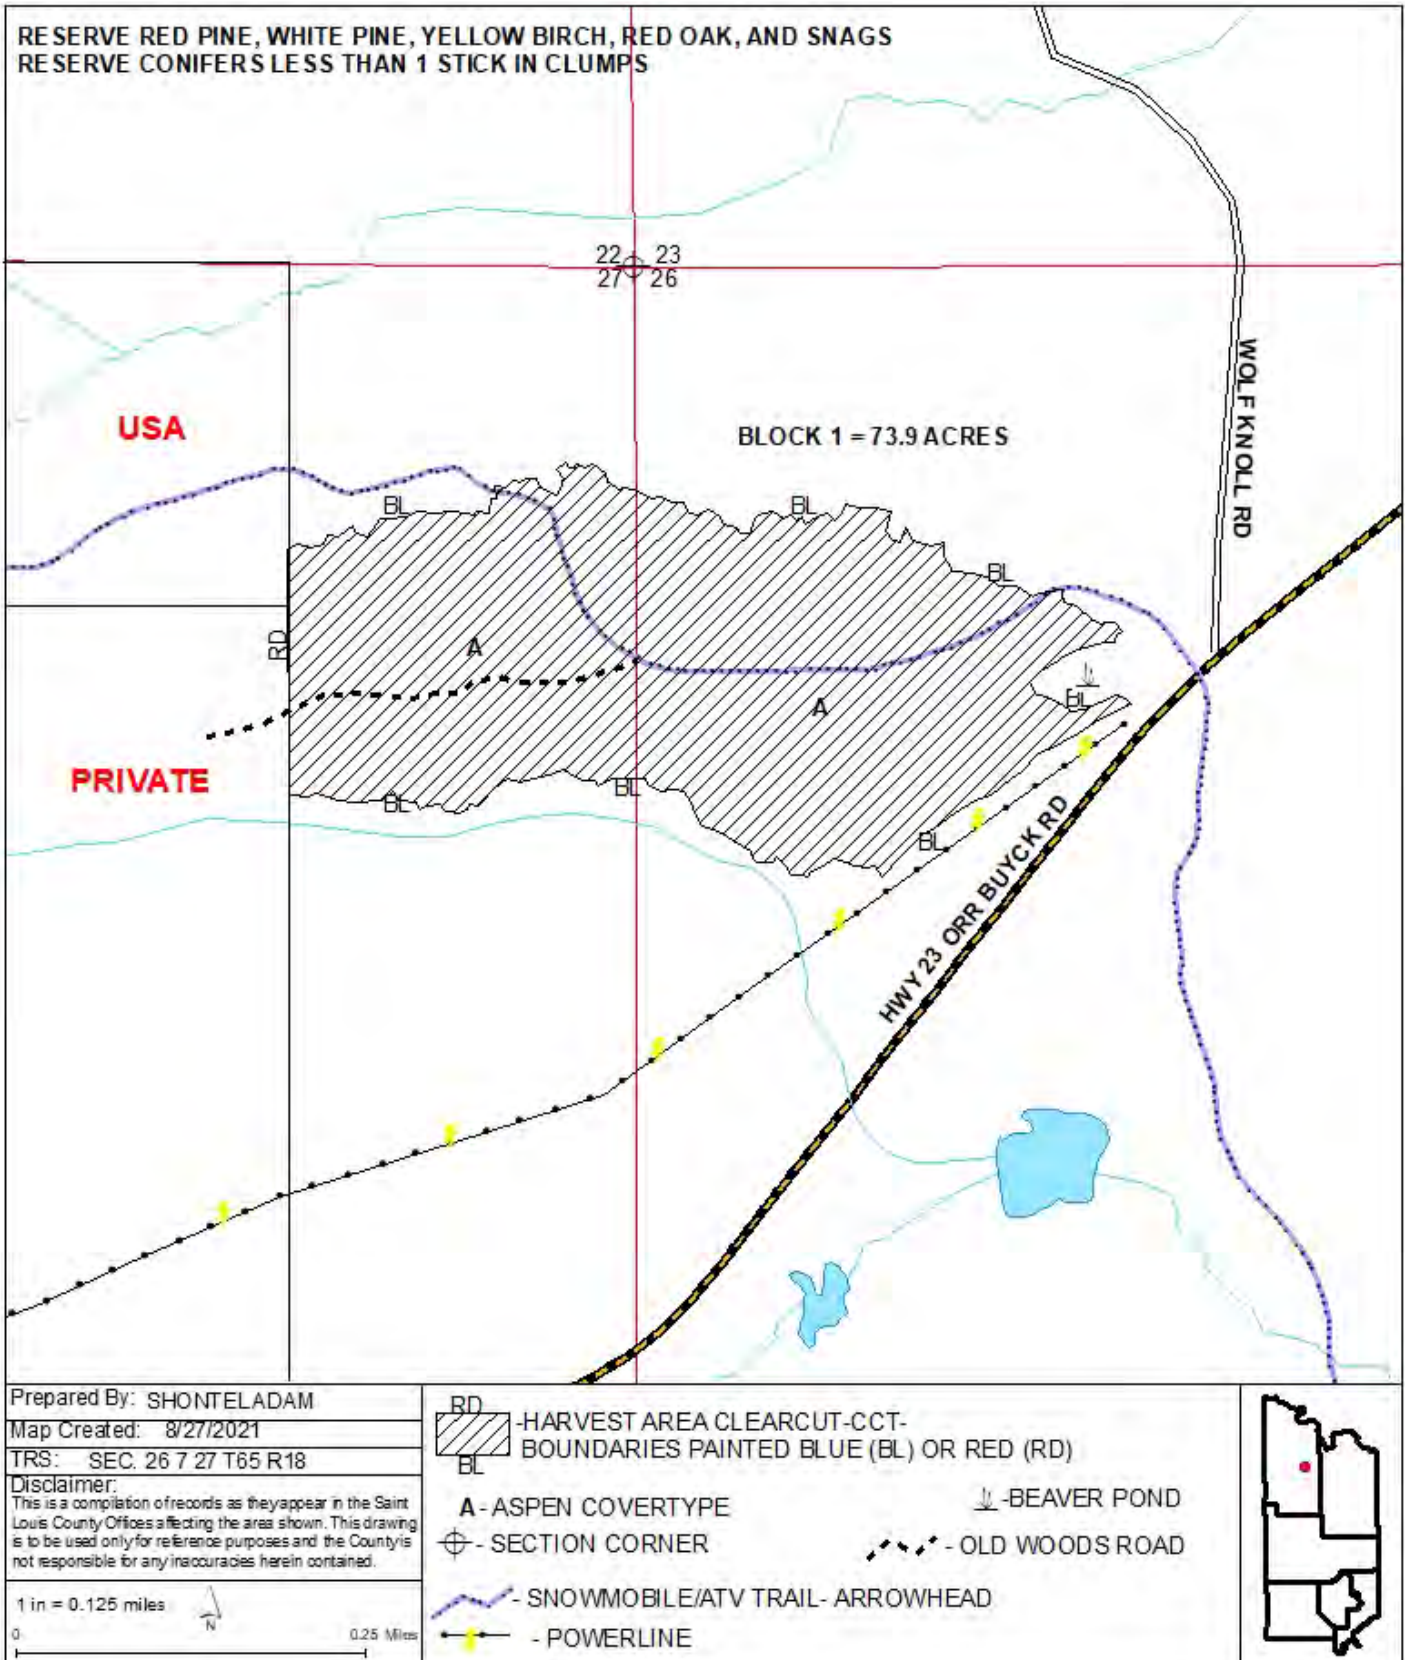 RESERVE RED PINE, WHITE PINE, YELLOW BIRCH, RED OAK, AND SNAGS
RESERVE CONIFERS LESS THAN 1 STICK IN CLUMPS
22 23
27 26
WOLF KNOLL RD
USA
BLOCK 1 = 73.9 ACRES
BL
BL
BL
RD
A
A
BL
PRIVATE
BL
BL
BL
HWY 23 ORR BUYCK RD
Prepared By: SHONTELADAM
Map Created: 8/27/2021
TRS: SEC. 26 7 27 T65 R18
Disclaimer:
This is a compilation of records as they appear in the Saint
Louis County Offices affecting the area shown. This drawing
is to be used only for reference purposes and the County is
not responsible for any inaccuracies herein contained.
1 in = 0.125 miles
N
0 0.25 Miles
RD
-HARVEST AREA CLEARCUT-CCT-
BOUNDARIES PAINTED BLUE (BL) OR RED (RD)
BL
A - ASPEN COVERTYPE
-BEAVER POND
- SECTION CORNER
- OLD WOODS ROAD
- SNOWMOBILE/ATV TRAIL- ARROWHEAD
- POWERLINE